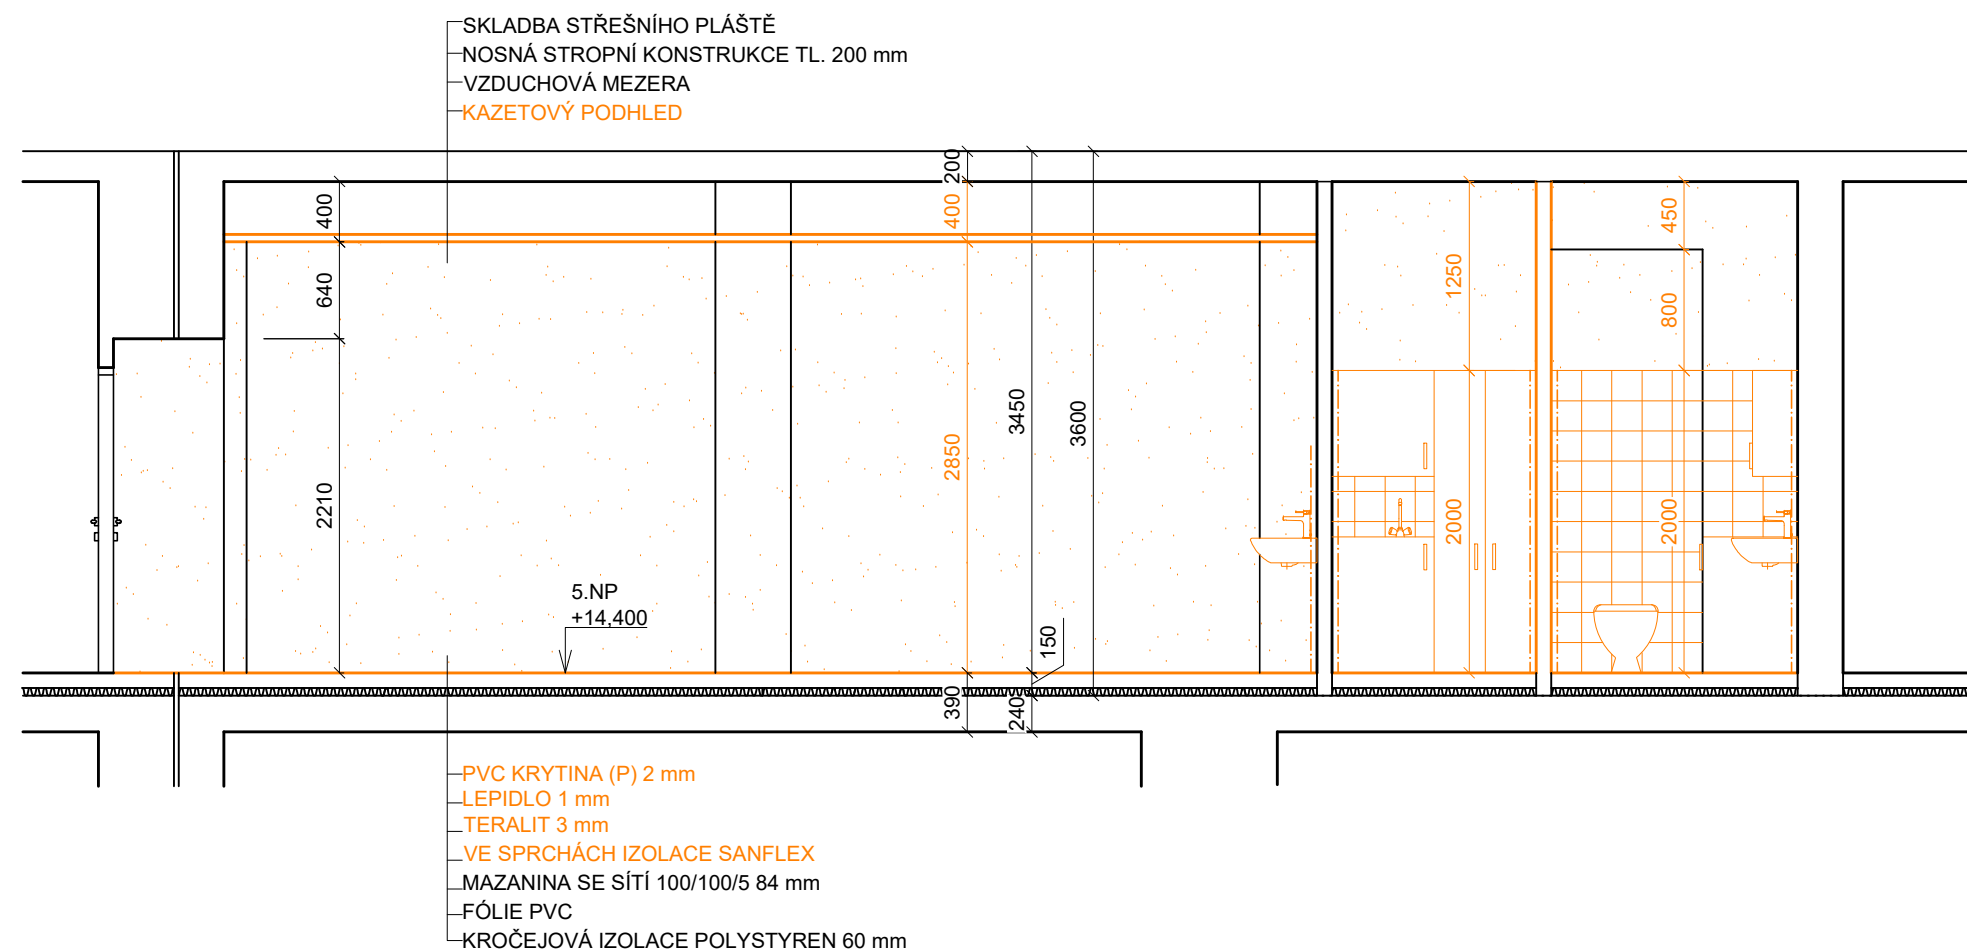 SKLADBA STŘEŠNÍHO PLÁŠTĚ
NOSNÁ STROPNÍ KONSTRUKCE TL. 200 mm
VZDUCHOVÁ MEZERA
KAZETOVÝ PODHLED
400
640
2210
200
400
2850
3450
3600
150
390
240
1250
2000
450
800
2000
5.NP
+14,400
PVC KRYTINA (P) 2 mm
LEPIDLO 1 mm
TERALIT 3 mm
VE SPRCHÁCH IZOLACE SANFLEX
MAZANINA SE SÍTÍ 100/100/5 84 mm
FÓLIE PVC
KROČEJOVÁ IZOLACE POLYSTYREN 60 mm